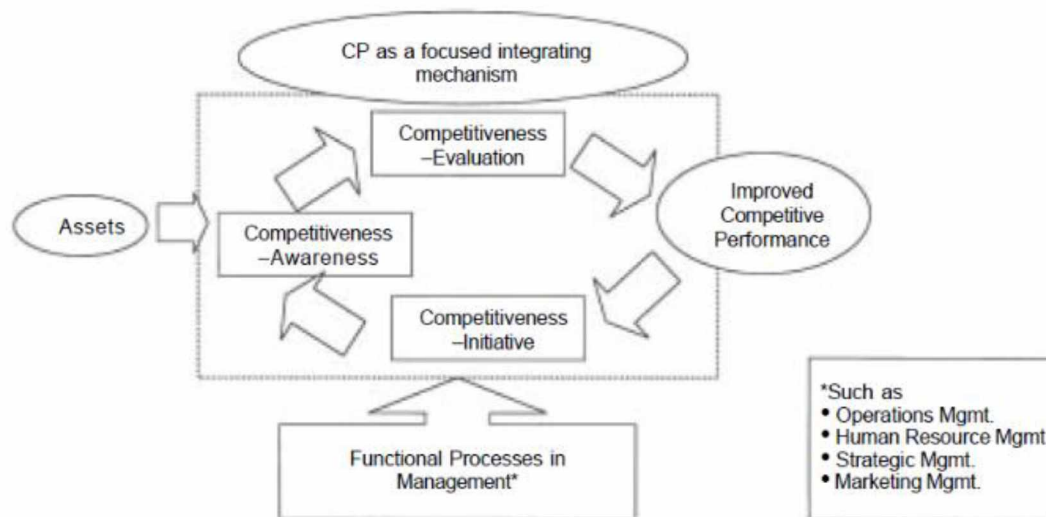 CP as a focused integrating
mechanism
Competitiveness
–Evaluation
Improved
Competitive
Performance
Assets
Competitiveness
–Awareness
Competitiveness
–Initiative
Functional Processes in
Management*
*Such as
• Operations Mgmt.
• Human Resource Mgmt
• Strategic Mgmt.
• Marketing Mgmt.